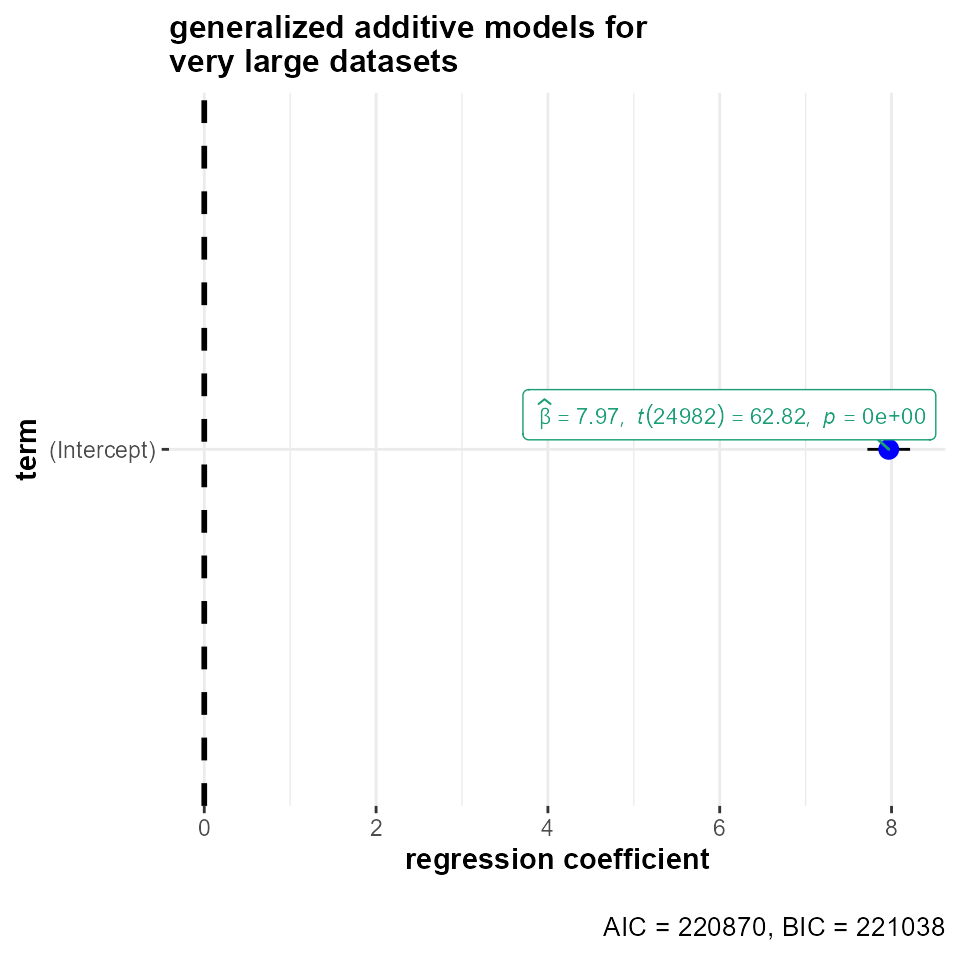 generalized additive models for
very large datasets
term
(Intercept)
β̂ = 7.97, t(24982) = 62.82, p = 0e+00
0 2 4 6 8
regression coefficient
AIC = 220870, BIC = 221038